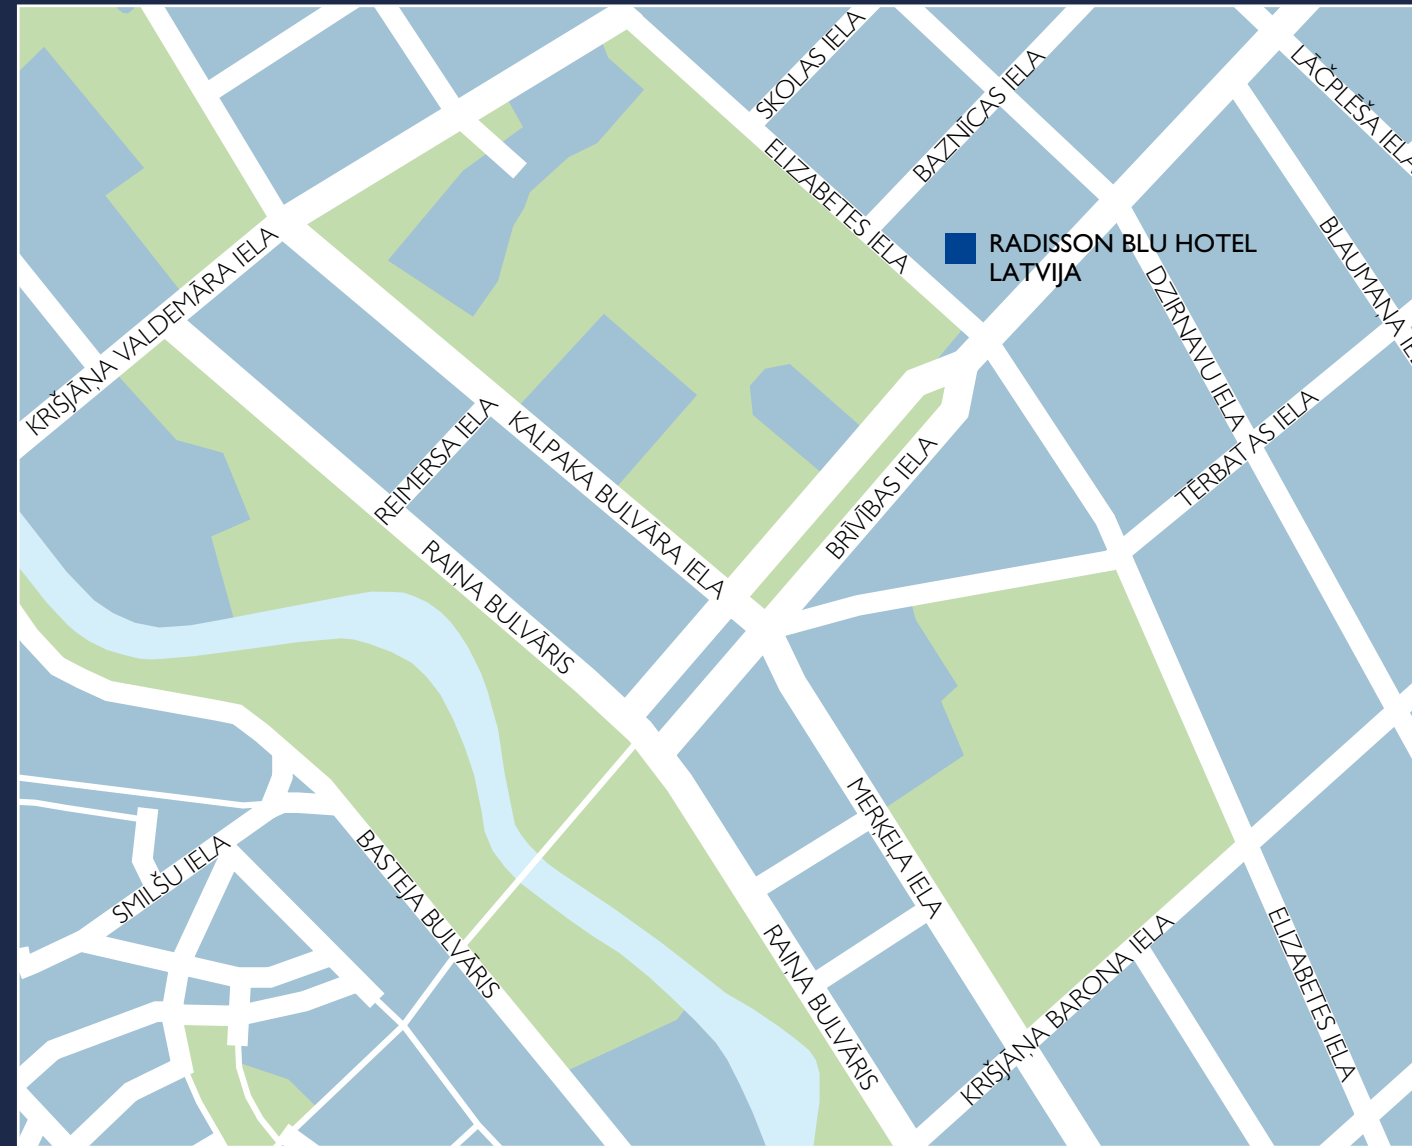 SKOLAS IELA
BAZNĪCAS IELA
LĀČPLĒŠA IELA
ELIZABETES IELA
RADISSON BLU HOTEL
LATVIJA
BLAUMAŅA
DZIRNAVU IELA
KRIŠJĀŅA VALDEMĀRA IELA
TĒRBATAS IELA
REIMERSA IELA
KALPAKA BULVĀRA IELA
BRĪVĪBAS IELA
RAIŅA BULVĀRIS
MERĶEĻA IELA
SMILŠU IELA
BASTEJA BULVĀRIS
RAIŅA BULVĀRIS
KRIŠJĀŅA BARONA IELA
ELIZABETES IELA